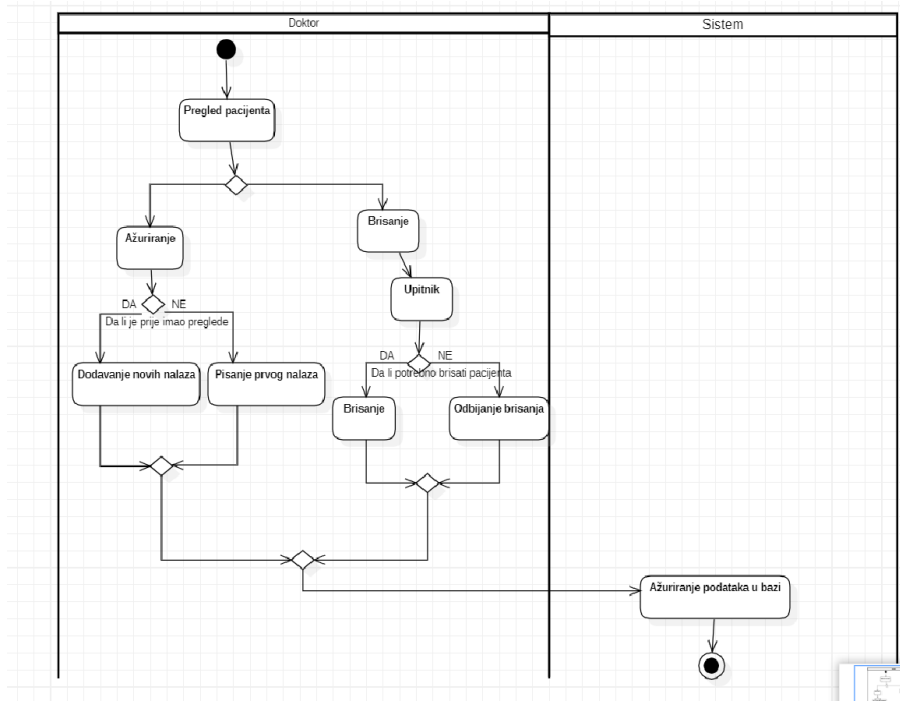 Doktor
Sistem
Pregled pacijenta
Ažuriranje
Brisanje
Upitnik
DA
NE
Da li je prije imao preglede
DA
NE
Da li potrebno brisati pacijenta
Dodavanje novih nalaza
Pisanje prvog nalaza
Brisanje
Odbijanje brisanja
Ažuriranje podataka u bazi